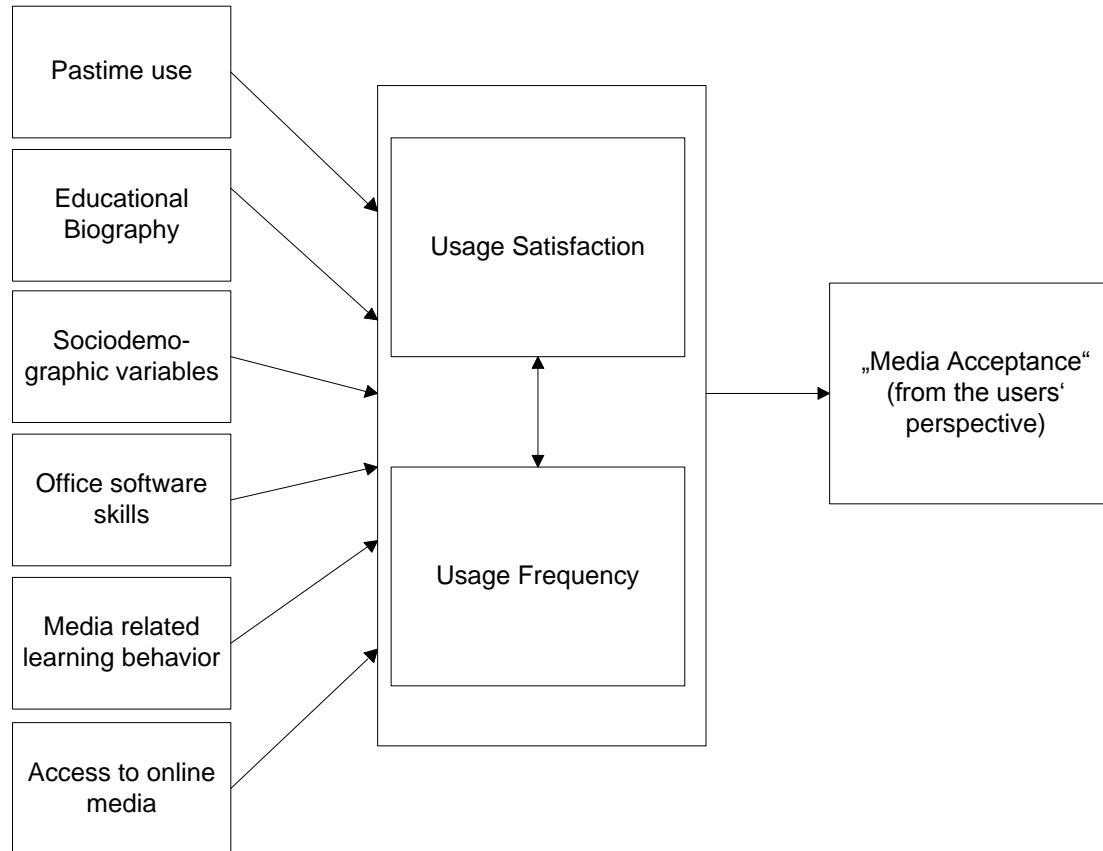 Pastime use
Educational
Biography
Sociodemo-
graphic variables
Office software
skills
Media related
learning behavior
Access to online
media
Usage Satisfaction
Usage Frequency
„Media Acceptance“
(from the users‘
perspective)